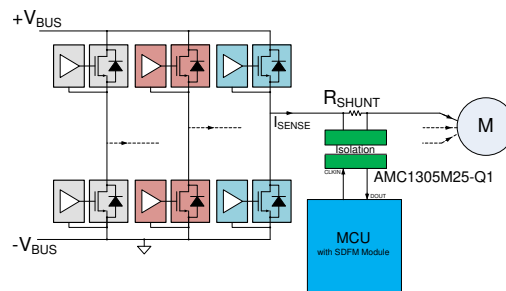 +VBUS
RSHUNT
ISENSE
M
Isolation
AMC1305M25-Q1
CLKIN
DOUT
MCU
with SDFM Module
-VBUS